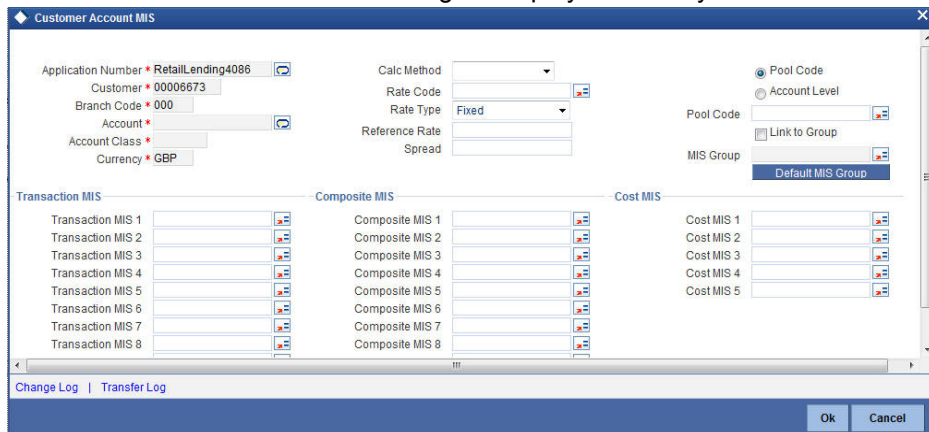 Customer Account MIS
Application Number * RetailLending4086
Customer * 00006673
Branch Code * 000
Account *
Account Class *
Currency * GBP
Calc Method
Rate Code
Rate Type Fixed
Reference Rate
Spread
Pool Code
Account Level
Pool Code
Link to Group
MIS Group
Default MIS Group
Transaction MIS
Transaction MIS 1
Transaction MIS 2
Transaction MIS 3
Transaction MIS 4
Transaction MIS 5
Transaction MIS 6
Transaction MIS 7
Transaction MIS 8
Composite MIS
Composite MIS 1
Composite MIS 2
Composite MIS 3
Composite MIS 4
Composite MIS 5
Composite MIS 6
Composite MIS 7
Composite MIS 8
Cost MIS
Cost MIS 1
Cost MIS 2
Cost MIS 3
Cost MIS 4
Cost MIS 5
Change Log | Transfer Log
Ok Cancel